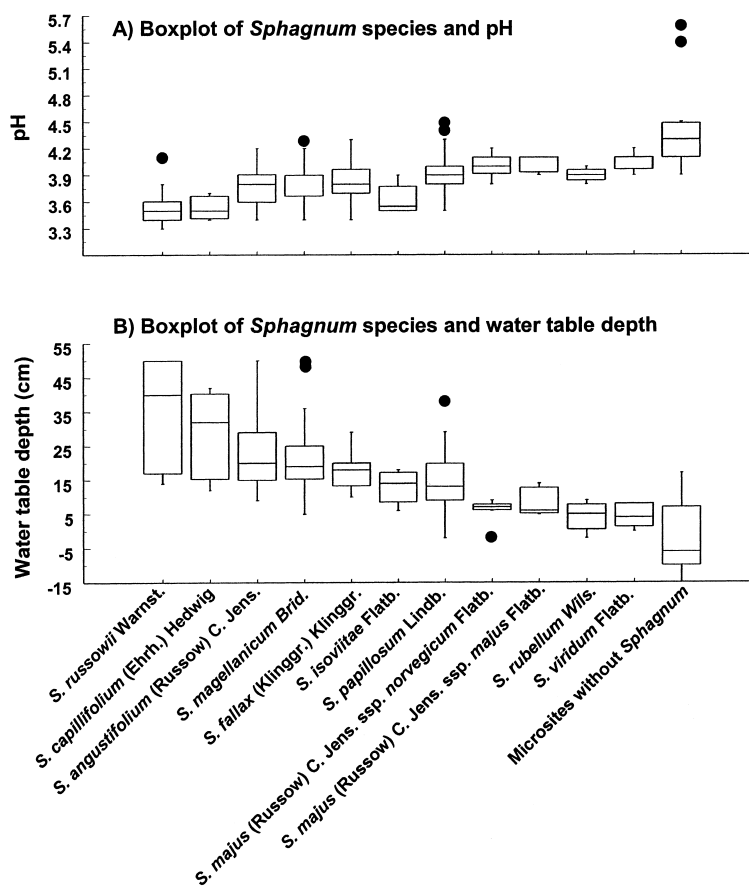 A) Boxplot of Sphagnum species and pH
5.7
5.4
5.1
4.8
4.5
4.2
3.9
3.6
3.3
pH
B) Boxplot of Sphagnum species and water table depth
55
45
35
25
15
5
-5
-15
Water table depth (cm)
S. russowii Warnst.
S. capillifolium (Ehrh.) Hedwig
S. angustifolium (Russow) C. Jens.
S. magellanicum Brid.
S. fallax (Klinggr.) Klinggr.
S. isoviitae Flatb.
S. papillosum Lindb.
S. majus (Russow) C. Jens. ssp. norvegicum Flatb.
S. majus (Russow) C. Jens. ssp. majus Flatb.
S. rubellum Wils.
S. viridum Flatb.
Microsites without Sphagnum